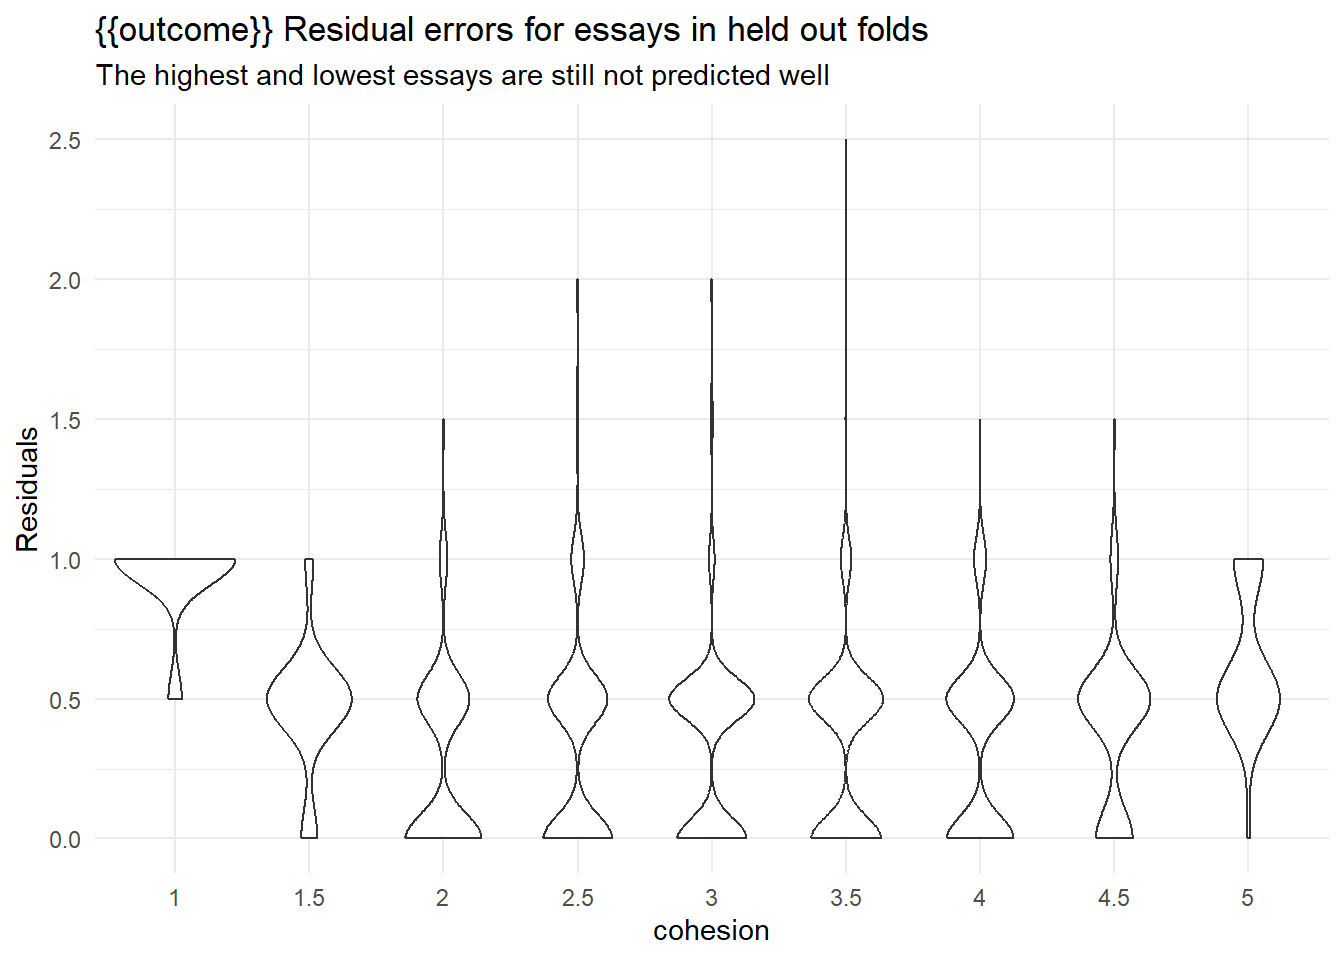 {{outcome}} Residual errors for essays in held out folds
The highest and lowest essays are still not predicted well
2.5
2.0
1.5
1.0
0.5
0.0
Residuals
1 1.5 2 2.5 3 3.5 4 4.5 5
cohesion